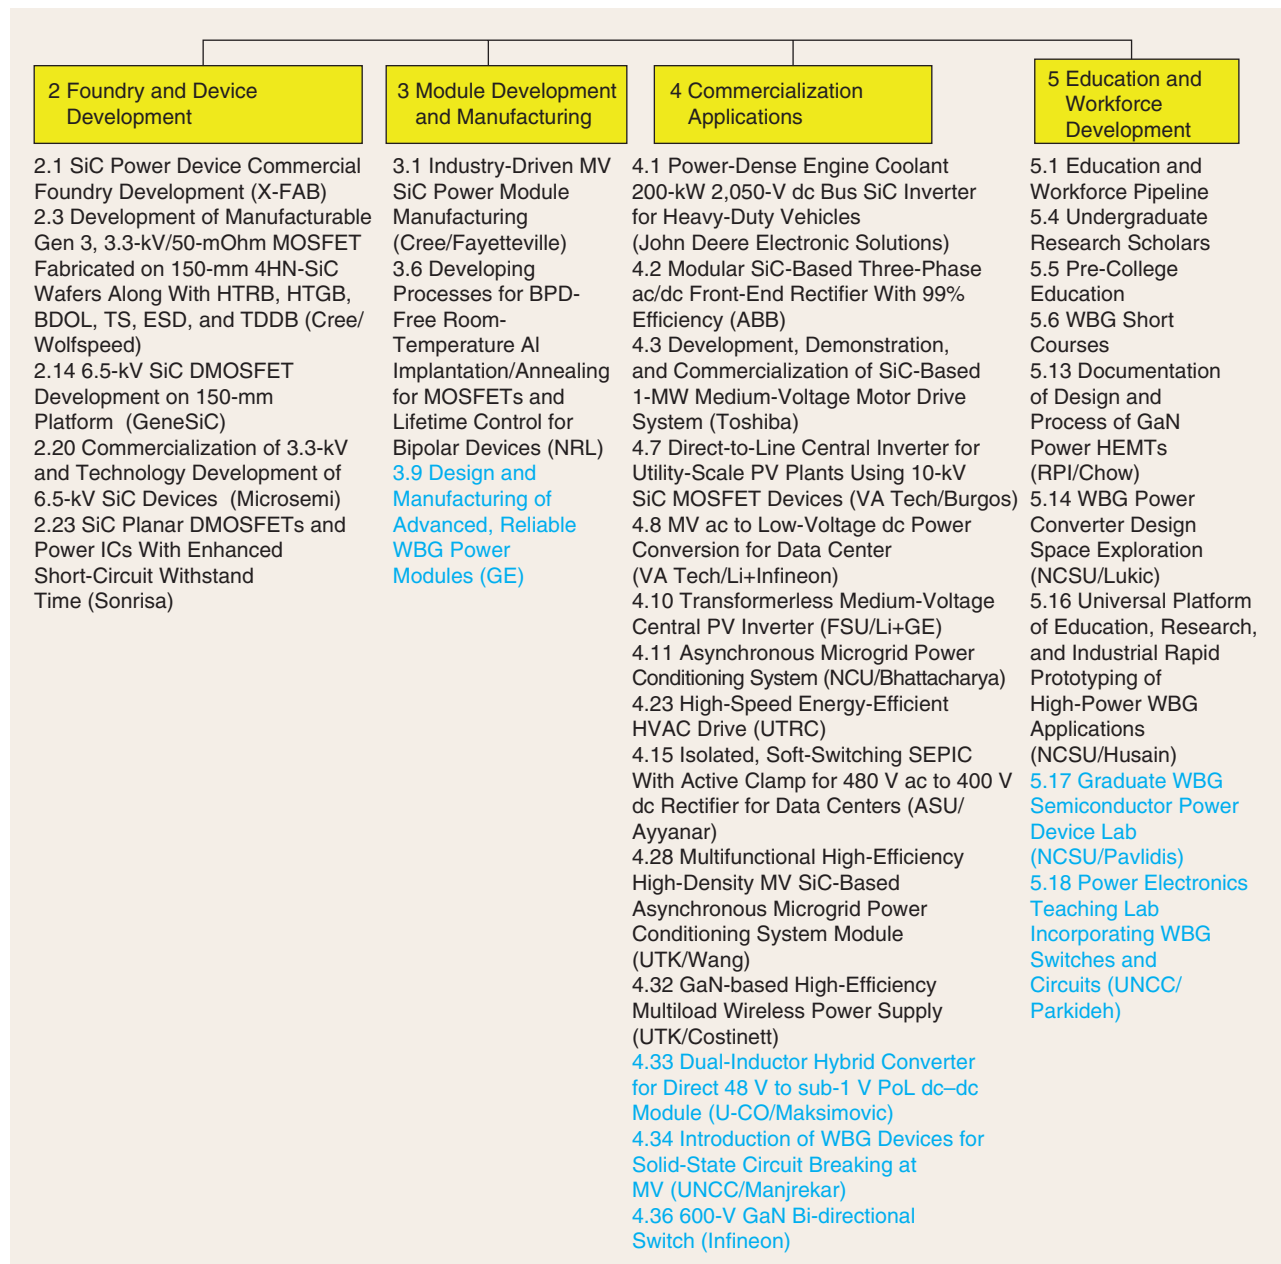 2 Foundry and Device
Development
2.1 SiC Power Device Commercial
Foundry Development (X-FAB)
2.3 Development of Manufacturable
Gen 3, 3.3-kV/50-mOhm MOSFET
Fabricated on 150-mm 4HN-SiC
Wafers Along With HTRB, HTGB,
BDOL, TS, ESD, and TDDB (Cree/
Wolfspeed)
2.14 6.5-kV SiC DMOSFET
Development on 150-mm
Platform (GeneSiC)
2.20 Commercialization of 3.3-kV
and Technology Development of
6.5-kV SiC Devices (Microsemi)
2.23 SiC Planar DMOSFETs and
Power ICs With Enhanced
Short-Circuit Withstand
Time (Sonrisa)
3 Module Development
and Manufacturing
3.1 Industry-Driven MV
SiC Power Module
Manufacturing
(Cree/Fayetteville)
3.6 Developing
Processes for BPD-
Free Room-
Temperature Al
Implantation/Annealing
for MOSFETs and
Lifetime Control for
Bipolar Devices (NRL)
3.9 Design and
Manufacturing of
Advanced, Reliable
WBG Power
Modules (GE)
4 Commercialization
Applications
4.1 Power-Dense Engine Coolant
200-kW 2,050-V dc Bus SiC Inverter
for Heavy-Duty Vehicles
(John Deere Electronic Solutions)
4.2 Modular SiC-Based Three-Phase
ac/dc Front-End Rectifier With 99%
Efficiency (ABB)
4.3 Development, Demonstration,
and Commercialization of SiC-Based
1-MW Medium-Voltage Motor Drive
System (Toshiba)
4.7 Direct-to-Line Central Inverter for
Utility-Scale PV Plants Using 10-kV
SiC MOSFET Devices (VA Tech/Burgos)
4.8 MV ac to Low-Voltage dc Power
Conversion for Data Center
(VA Tech/Li+Infineon)
4.10 Transformerless Medium-Voltage
Central PV Inverter (FSU/Li+GE)
4.11 Asynchronous Microgrid Power
Conditioning System (NCU/Bhattacharya)
4.23 High-Speed Energy-Efficient
HVAC Drive (UTRC)
4.15 Isolated, Soft-Switching SEPIC
With Active Clamp for 480 V ac to 400 V
dc Rectifier for Data Centers (ASU/
Ayyanar)
4.28 Multifunctional High-Efficiency
High-Density MV SiC-Based
Asynchronous Microgrid Power
Conditioning System Module
(UTK/Wang)
4.32 GaN-based High-Efficiency
Multiload Wireless Power Supply
(UTK/Costinett)
4.33 Dual-Inductor Hybrid Converter
for Direct 48 V to sub-1 V PoL dc–dc
Module (U-CO/Maksimovic)
4.34 Introduction of WBG Devices for
Solid-State Circuit Breaking at
MV (UNCC/Manjrekar)
4.36 600-V GaN Bi-directional
Switch (Infineon)
5 Education and
Workforce
Development
5.1 Education and
Workforce Pipeline
5.4 Undergraduate
Research Scholars
5.5 Pre-College
Education
5.6 WBG Short
Courses
5.13 Documentation
of Design and
Process of GaN
Power HEMTs
(RPI/Chow)
5.14 WBG Power
Converter Design
Space Exploration
(NCSU/Lukic)
5.16 Universal Platform
of Education, Research,
and Industrial Rapid
Prototyping of
High-Power WBG
Applications
(NCSU/Husain)
5.17 Graduate WBG
Semiconductor Power
Device Lab
(NCSU/Pavlidis)
5.18 Power Electronics
Teaching Lab
Incorporating WBG
Switches and
Circuits (UNCC/
Parkideh)